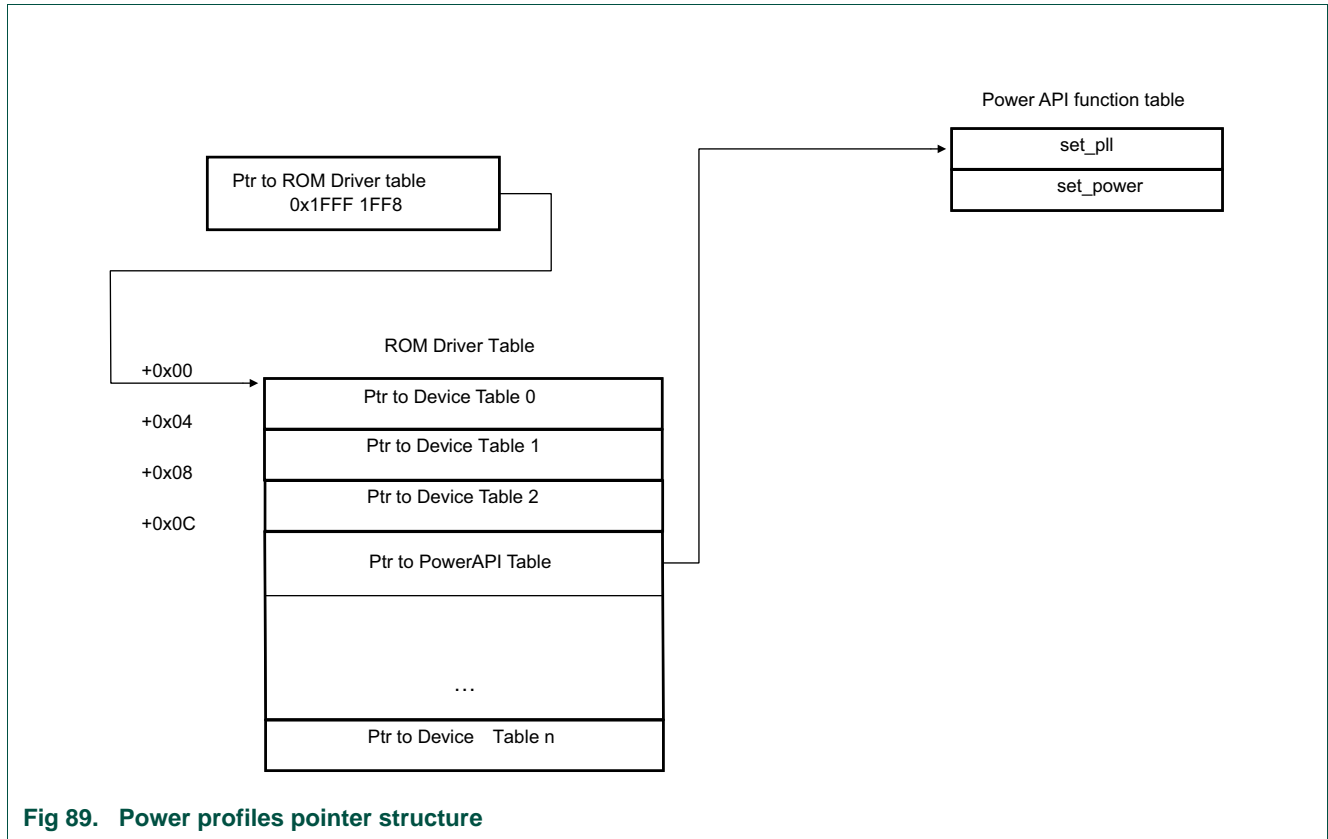 Power API function table
set_pll
set_power
Ptr to ROM Driver table
0x1FFF 1FF8
ROM Driver Table
+0x00
Ptr to Device Table 0
+0x04
Ptr to Device Table 1
+0x08
Ptr to Device Table 2
+0x0C
Ptr to PowerAPI Table
…
Ptr to Device Table n
Fig 89. Power profiles pointer structure